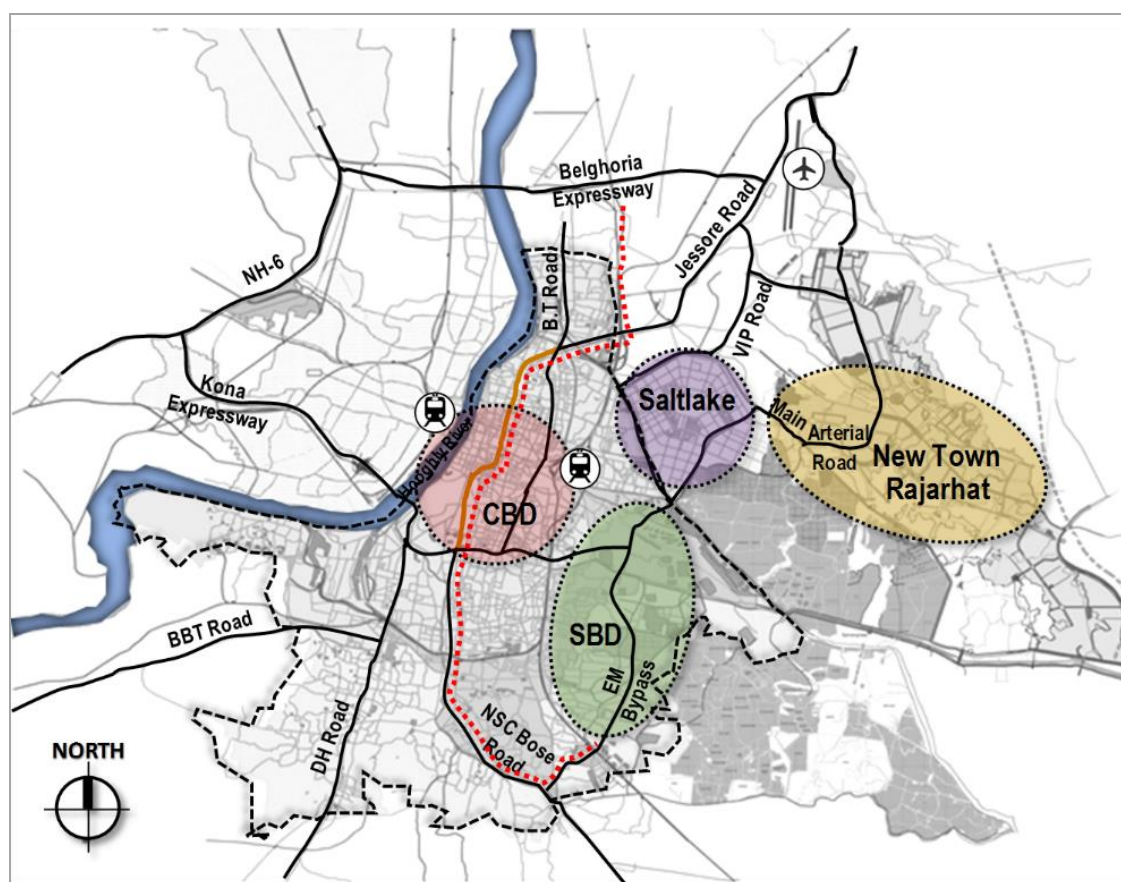 Belghoria
Expressway
Jessore Road
NH-6
B.T Road
VIP Road
Kona
Expressway
Saltlake
Main
Arterial
Road
New Town
Rajarhat
Hooghly River
CBD
SBD
BBT Road
EM
Bypass
NSC Bose
Road
DH Road
NORTH